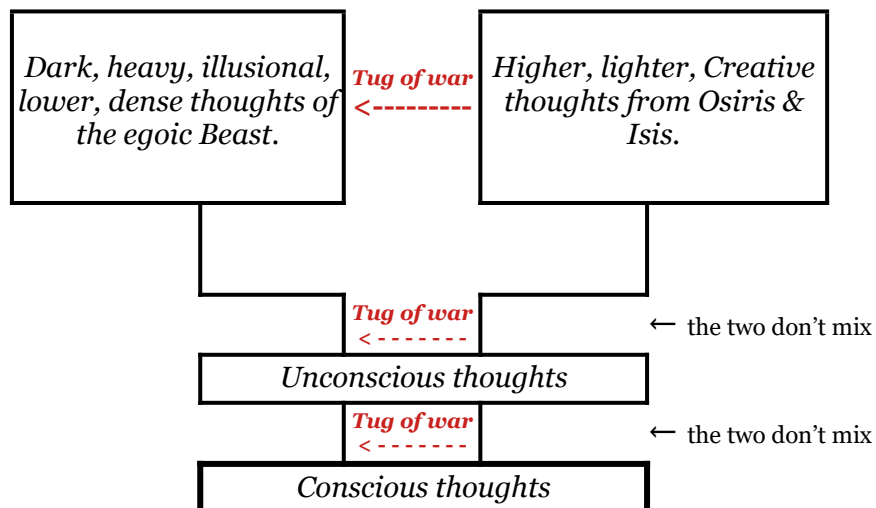 Dark, heavy, illusional,
lower, dense thoughts of
the egoic Beast.
Tug of war
<---------
Higher, lighter, Creative
thoughts from Osiris &
Isis.
Tug of war
< - - - - - - -
← the two don’t mix
Unconscious thoughts
Tug of war
< - - - - - - -
← the two don’t mix
Conscious thoughts